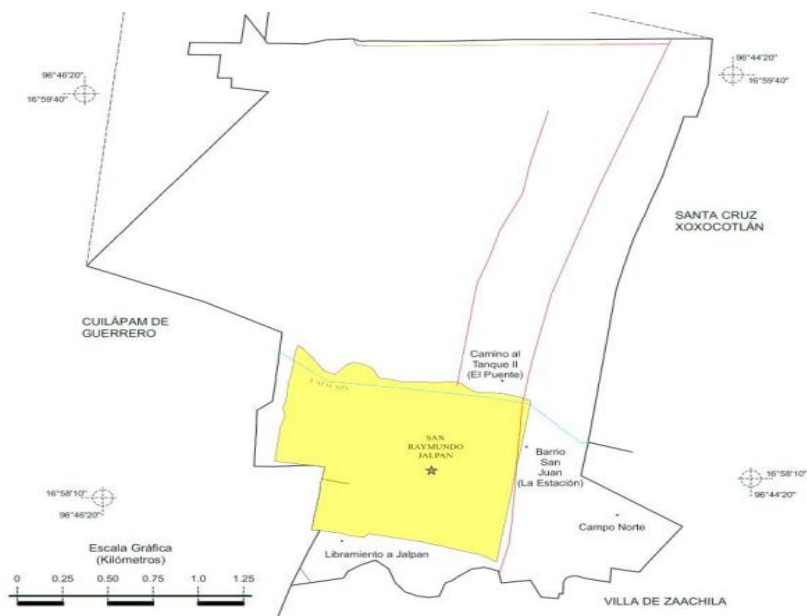 96°46'20"
16°59'40"
96°44'20"
16°59'40"
SANTA CRUZ
XOXOCOTLÁN
CUILÁPAM DE
GUERRERO
Camino al
Tanque II
(El Puente)
SAN
RAYMUNDO
JALPAN
Barrio
San
Juan
(La Estación)
16°58'10"
96°46'20"
16°58'10"
96°44'20"
Campo Norte
Libramiento a Jalpan
Escala Gráfica
(Kilómetros)
0 0.25 0.50 0.75 1.0 1.25
VILLA DE ZAACHILA